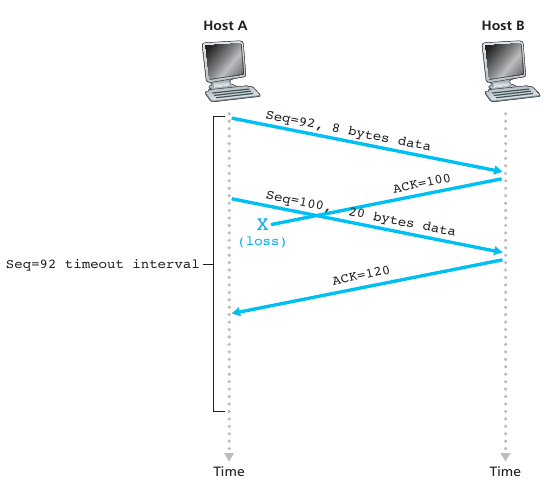 Host A
Host B
Seq=92, 8 bytes data
ACK=100
Seq=100, 20 bytes data
X
(loss)
Seq=92 timeout interval
ACK=120
Time
Time